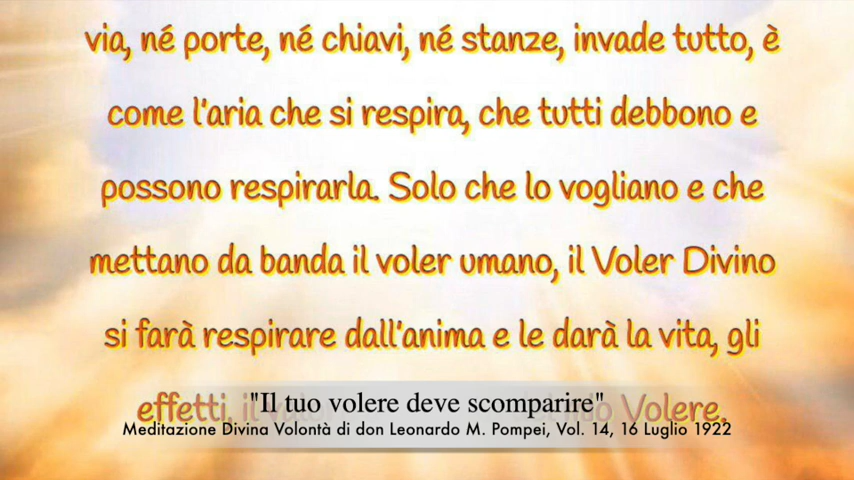 via, né porte, né chiavi, né stanze, invade tutto, è
come l'aria che si respira, che tutti debbono e
possono respirarla. Solo che lo vogliano e che
mettano da banda il voler umano, il Voler Divino
si farà respirare dall'anima e le darà la vita, gli
effetti, il Volere.
"Il tuo volere deve scomparire"
Meditazione Divina Volontà di don Leonardo M. Pompei, Vol. 14, 16 Luglio 1922